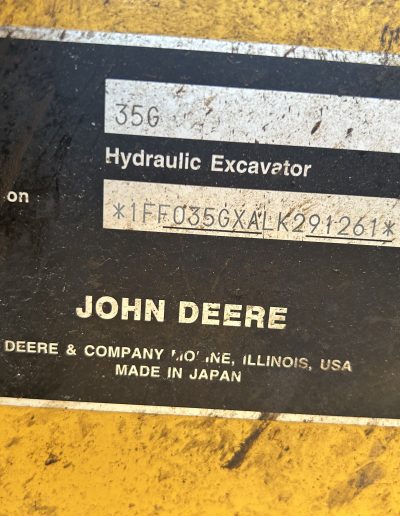 35G
Hydraulic Excavator
on
*1FF035GXALK291261*
JOHN DEERE
DEERE & COMPANY MOLINE, ILLINOIS, USA
MADE IN JAPAN